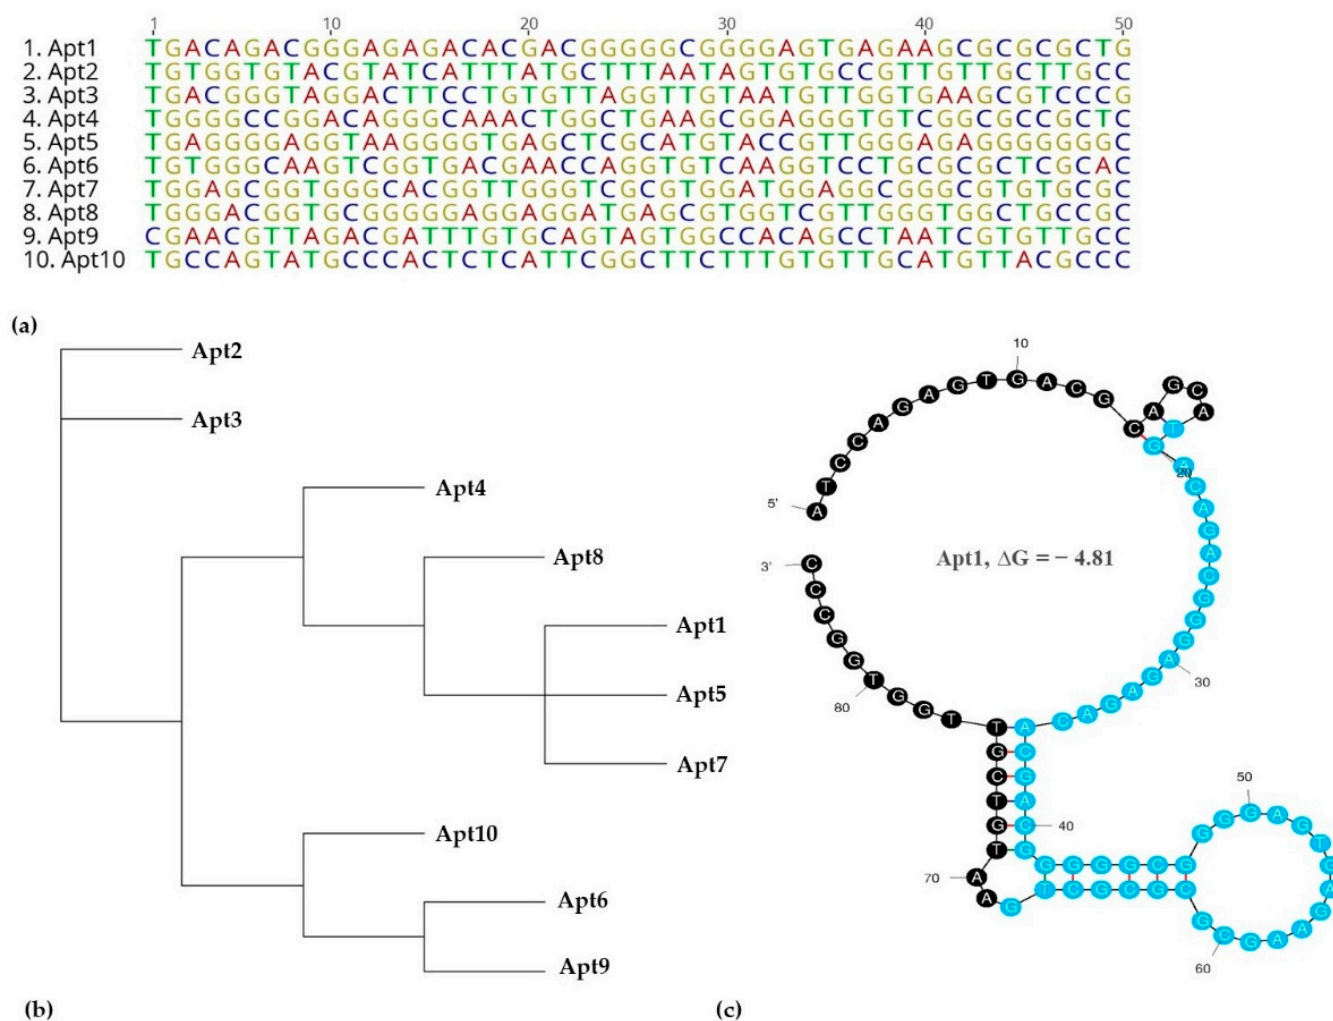 1 10 20 30 40 50
1. Apt1 TGACAGACGGGAGAGACACGACGGGGGCGGGGAGTGAGAAGCGCGCGCTG
2. Apt2 TGTGGTGTACGTATCATTTATGCTTTAATAGTGTGCCGTTGTTGCTTGCC
3. Apt3 TGACGGGTAGGACTTCCTGTGTTAGGTTGTAATGTTGGTGAAGCGTCCCG
4. Apt4 TGGGGCCGGACAGGGCAAACTGGCTGAAGCGGAGGGTGTCGGCGCCGCTC
5. Apt5 TGAGGGGAGGTAAGGGGTGAGCTCGCATGTACCGTTGGGAGAGGGGGGGC
6. Apt6 TGTGGGCAAGTCGGTGACGAACCAGGTGTCAAGGTCCTGCGCGCTCGCAC
7. Apt7 TGGAGCGGTGGGCACGGTTGGGTCGCGTGGATGGAGGCGGGCGTGTGCGC
8. Apt8 TGGGACGGTGCGGGGGAGGAGGATGAGCGTGGTCGTTGGGTGGCTGCCGC
9. Apt9 CGAACGTTAGACGATTTGTGCAGTAGTGGCCACAGCCTAATCGTGTTGCC
10. Apt10 TGCCAGTATGCCCACTCTCATTCGGCTTCTTTGTGTTGCATGTTACGCCC
(a)
Apt2
Apt3
Apt4
Apt8
Apt1
Apt5
Apt7
Apt10
Apt6
Apt9
(b)
5'
ATCCAGAGTGACGCAGCATGACAGACGGGAGAGACACGACGGGGGCGGGGAGTGAGAAGCGCGCGCTGAATGTCGTTGGTGGCCC
3'
10
20
30
40
50
60
70
80
Apt1, ΔG = − 4.81
(c)